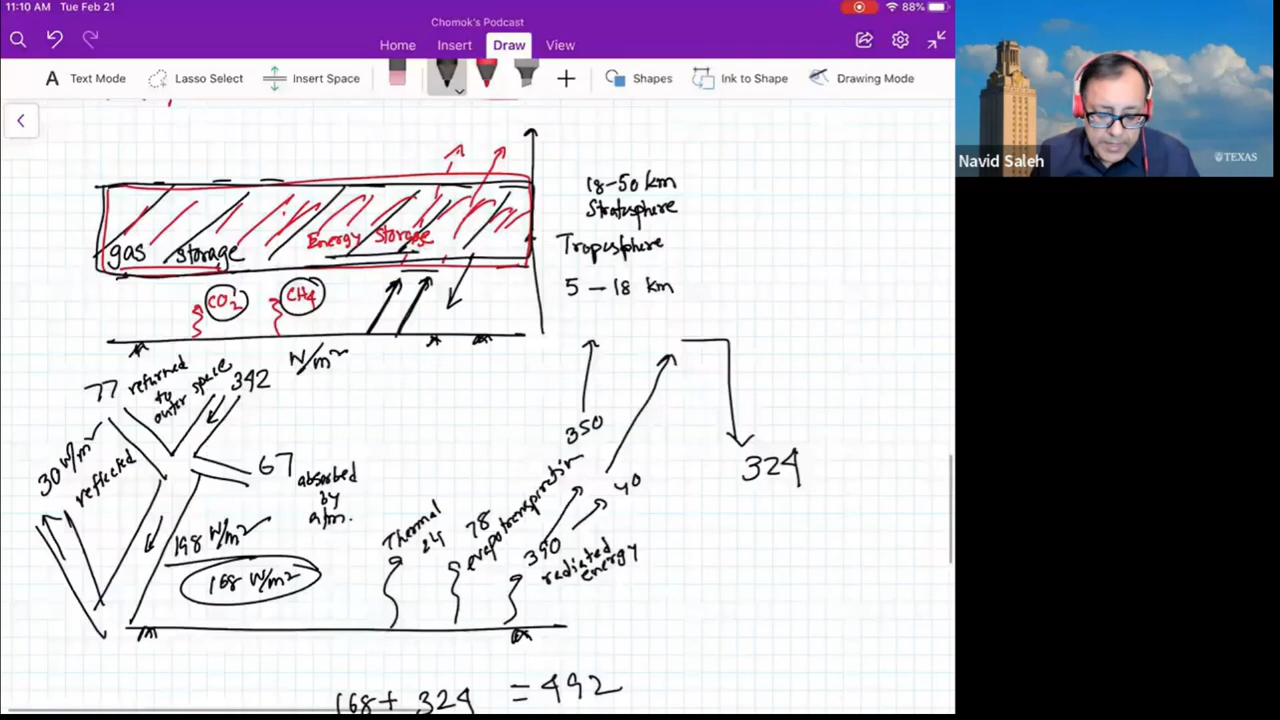 11:10 AM Tue Feb 21
88%
Chomok's Podcast
Home Insert Draw View
Text Mode Lasso Select Insert Space Shapes Ink to Shape Drawing Mode
Navid Saleh
TEXAS
18-50 km
Stratosphere
Troposphere
5 - 18 km
gas storage
Energy Storage
CO2 CH4
W/m²
77 returned
to
outer space
342
30 W/m²
reflected
67 absorbed
by
atm.
198 W/m2
168 W/m2
Thermal
24
78
evapotranspiration
390
radiated
energy
350
40
324
168 + 324 = 492